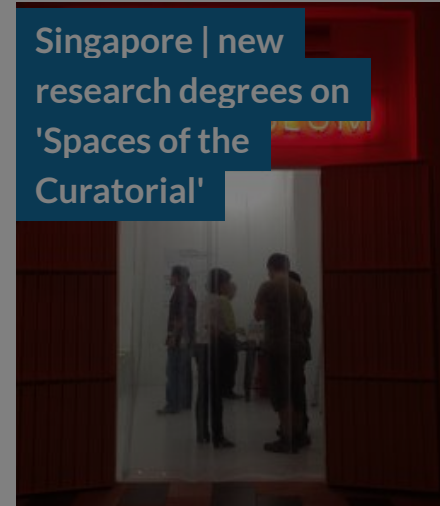 Singapore | new
research degrees on
'Spaces of the
Curatorial'